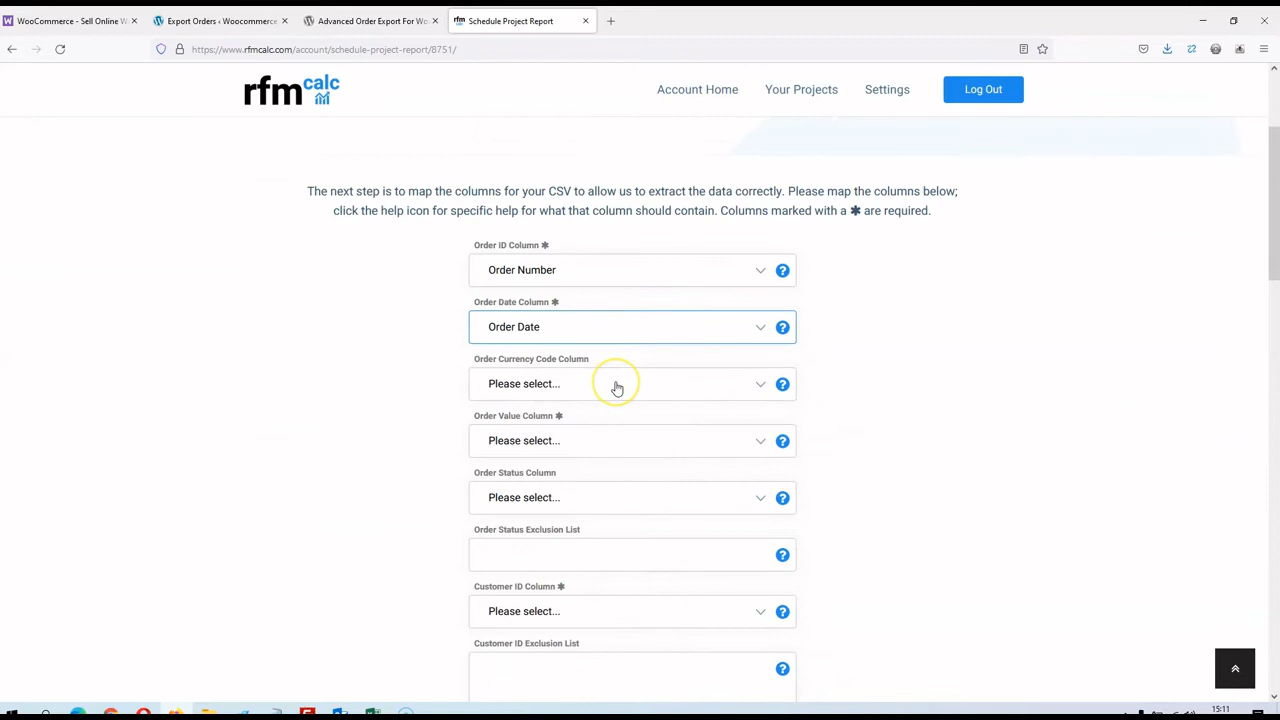 WooCommerce - Sell Online W
Export Orders ‹ Woocommerce
Advanced Order Export For Wo
Schedule Project Report
https://www.rfmcalc.com/account/schedule-project-report/8751/
rfm calc
Account Home
Your Projects
Settings
Log Out
The next step is to map the columns for your CSV to allow us to extract the data correctly. Please map the columns below;
click the help icon for specific help for what that column should contain. Columns marked with a ✱ are required.
Order ID Column ✱
Order Number
?
Order Date Column ✱
Order Date
?
Order Currency Code Column
Please select...
?
Order Value Column ✱
Please select...
?
Order Status Column
Please select...
?
Order Status Exclusion List
?
Customer ID Column ✱
Please select...
?
Customer ID Exclusion List
?
15:11